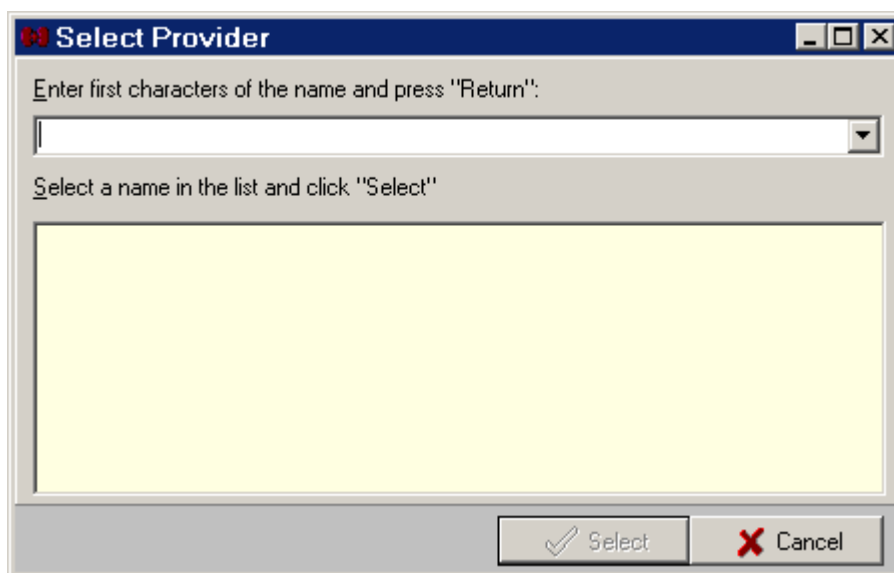 Select Provider
Enter first characters of the name and press "Return":
Select a name in the list and click "Select"
Select
Cancel